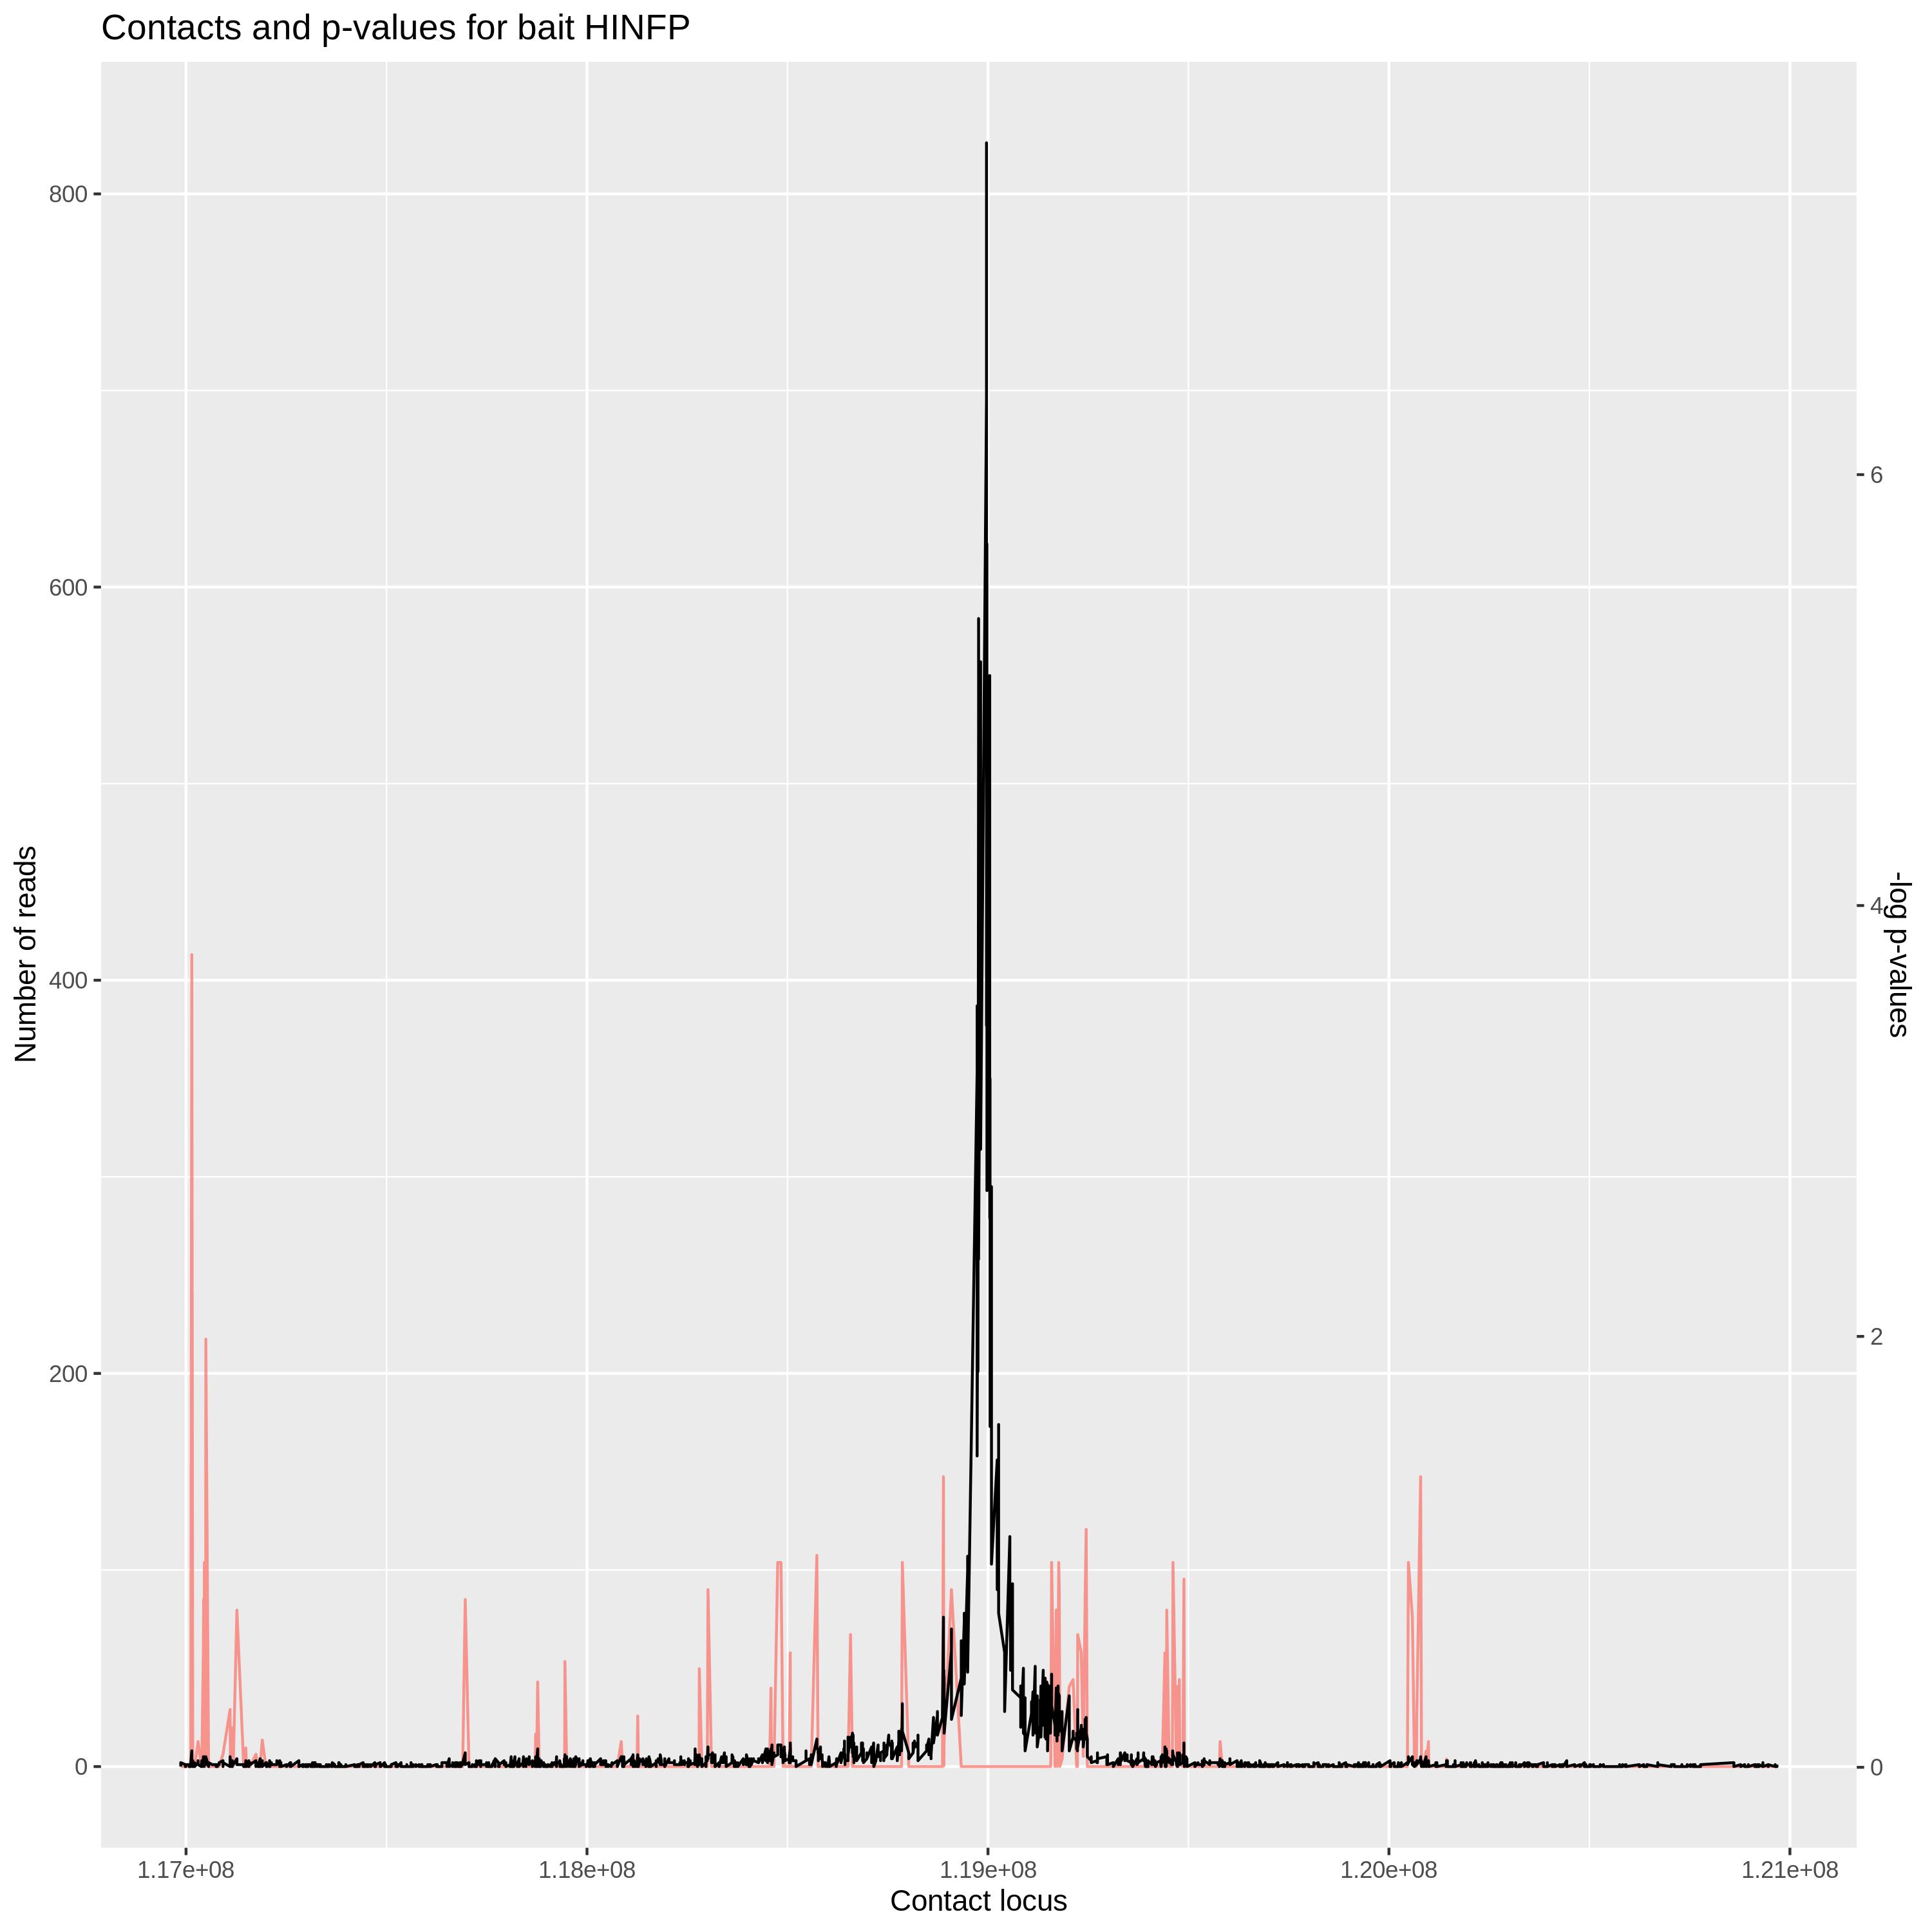 Contacts and p-values for bait HINFP
800
600
400
200
0
Number of reads
6
4
2
0
-log p-values
1.17e+08
1.18e+08
1.19e+08
1.20e+08
1.21e+08
Contact locus